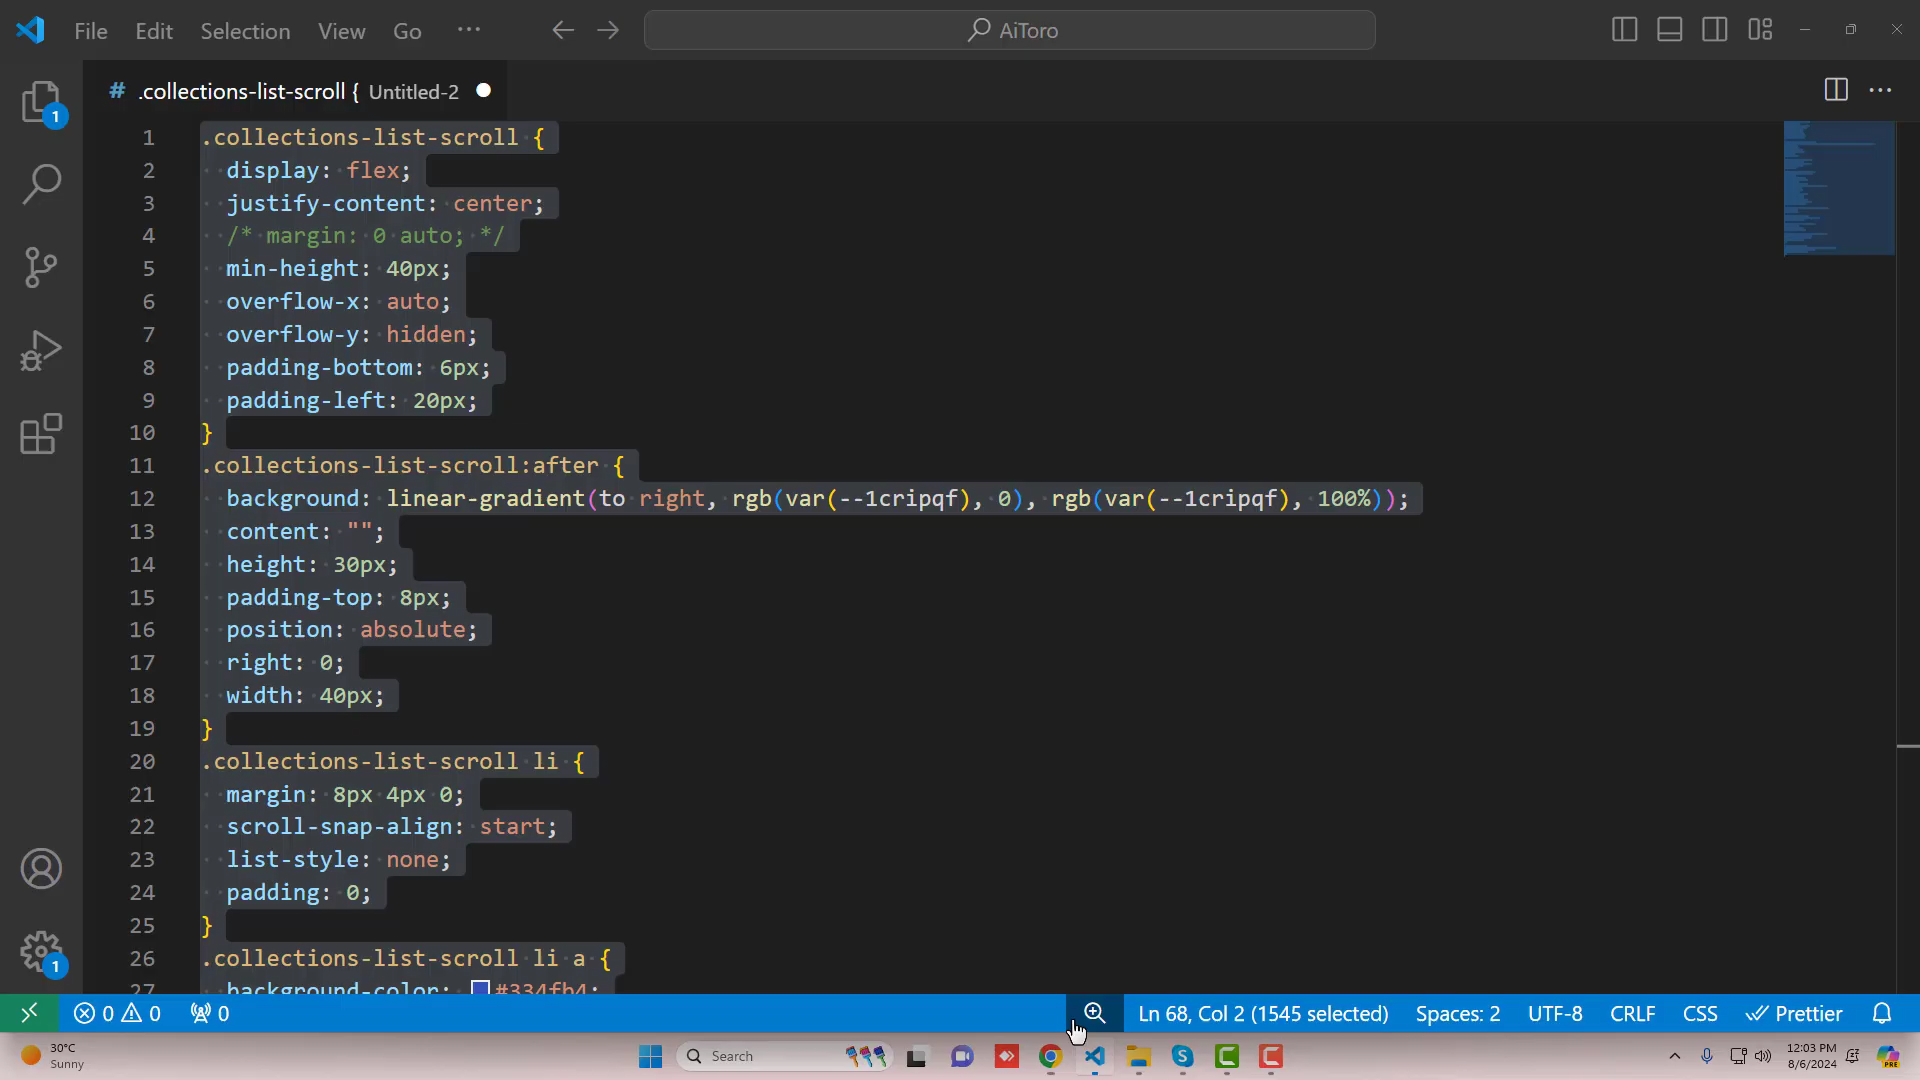 File Edit Selection View Go ··· AiToro
# .collections-list-scroll { Untitled-2
1 .collections-list-scroll {
2 display: flex;
3 justify-content: center;
4 /* margin: 0 auto; */
5 min-height: 40px;
6 overflow-x: auto;
7 overflow-y: hidden;
8 padding-bottom: 6px;
9 padding-left: 20px;
10 }
11 .collections-list-scroll:after {
12 background: linear-gradient(to right, rgb(var(--1cripqf), 0), rgb(var(--1cripqf), 100%));
13 content: "";
14 height: 30px;
15 padding-top: 8px;
16 position: absolute;
17 right: 0;
18 width: 40px;
19 }
20 .collections-list-scroll li {
21 margin: 8px 4px 0;
22 scroll-snap-align: start;
23 list-style: none;
24 padding: 0;
25 }
26 .collections-list-scroll li a {
27 background-color: #334fb4;
1
1
0 0 0 Ln 68, Col 2 (1545 selected) Spaces: 2 UTF-8 CRLF CSS Prettier
30°C
Sunny
Search
12:03 PM
8/6/2024
PRE